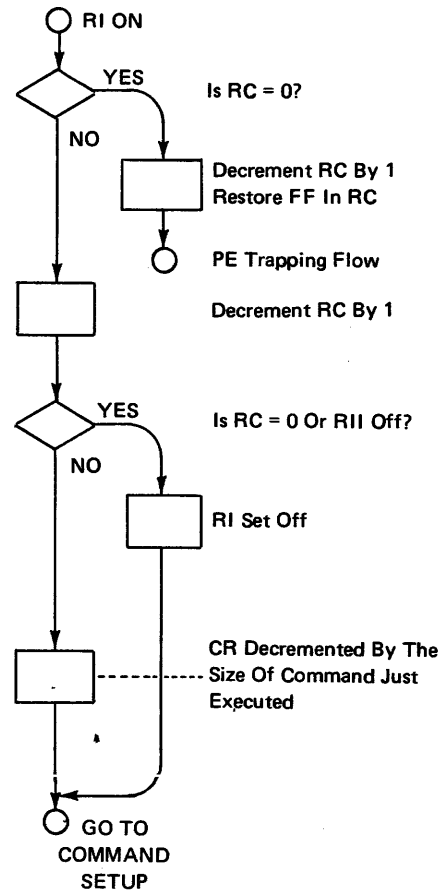 RI ON
YES
Is RC = 0?
NO
Decrement RC By 1
Restore FF In RC
PE Trapping Flow
Decrement RC By 1
YES
Is RC = 0 Or RII Off?
NO
RI Set Off
CR Decremented By The
Size Of Command Just
Executed
GO TO
COMMAND
SETUP